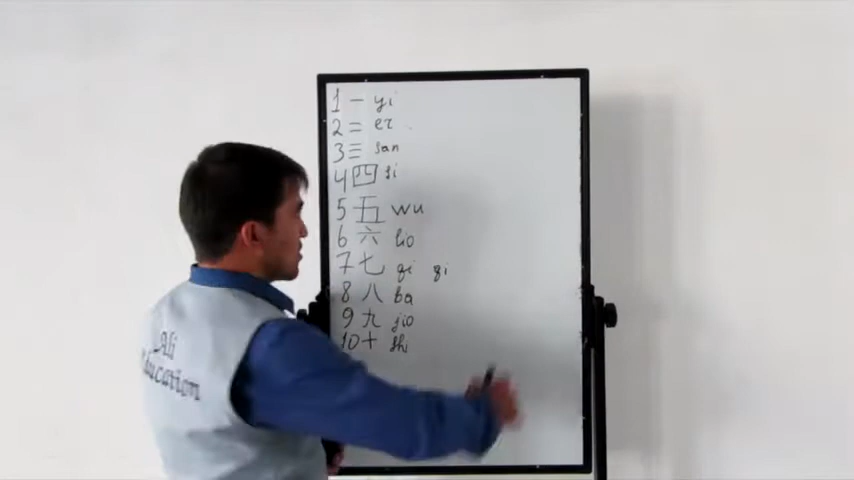 1 一 yi
2 二 er
3 三 san
4 四 si
5 五 wu
6 六 lio
7 七 qi qi
8 八 ba
9 九 jio
10 十 shi
Ali
Education